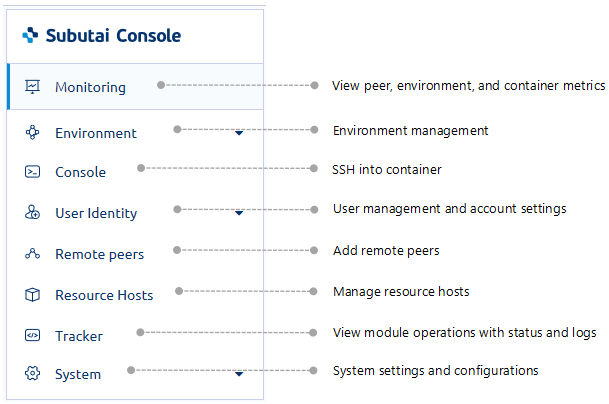 Subutai Console
Monitoring View peer, environment, and container metrics
Environment Environment management
Console SSH into container
User Identity User management and account settings
Remote peers Add remote peers
Resource Hosts Manage resource hosts
Tracker View module operations with status and logs
System System settings and configurations